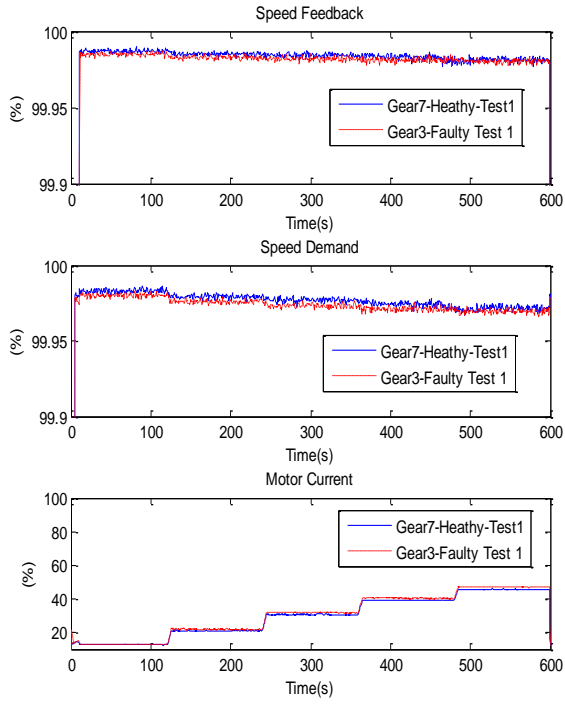 Speed Feedback
100
99.95
99.9
(%)
Gear7-Heathy-Test1
Gear3-Faulty Test 1
0 100 200 300 400 500 600
Time(s)
Speed Demand
100
99.95
99.9
(%)
Gear7-Heathy-Test1
Gear3-Faulty Test 1
0 100 200 300 400 500 600
Time(s)
Motor Current
100
80
60
40
20
(%)
Gear7-Heathy-Test1
Gear3-Faulty Test 1
0 100 200 300 400 500 600
Time(s)